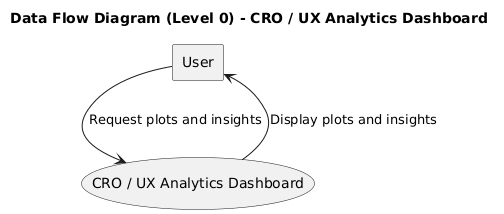 Data Flow Diagram (Level 0) - CRO / UX Analytics Dashboard
User
Request plots and insights
Display plots and insights
CRO / UX Analytics Dashboard